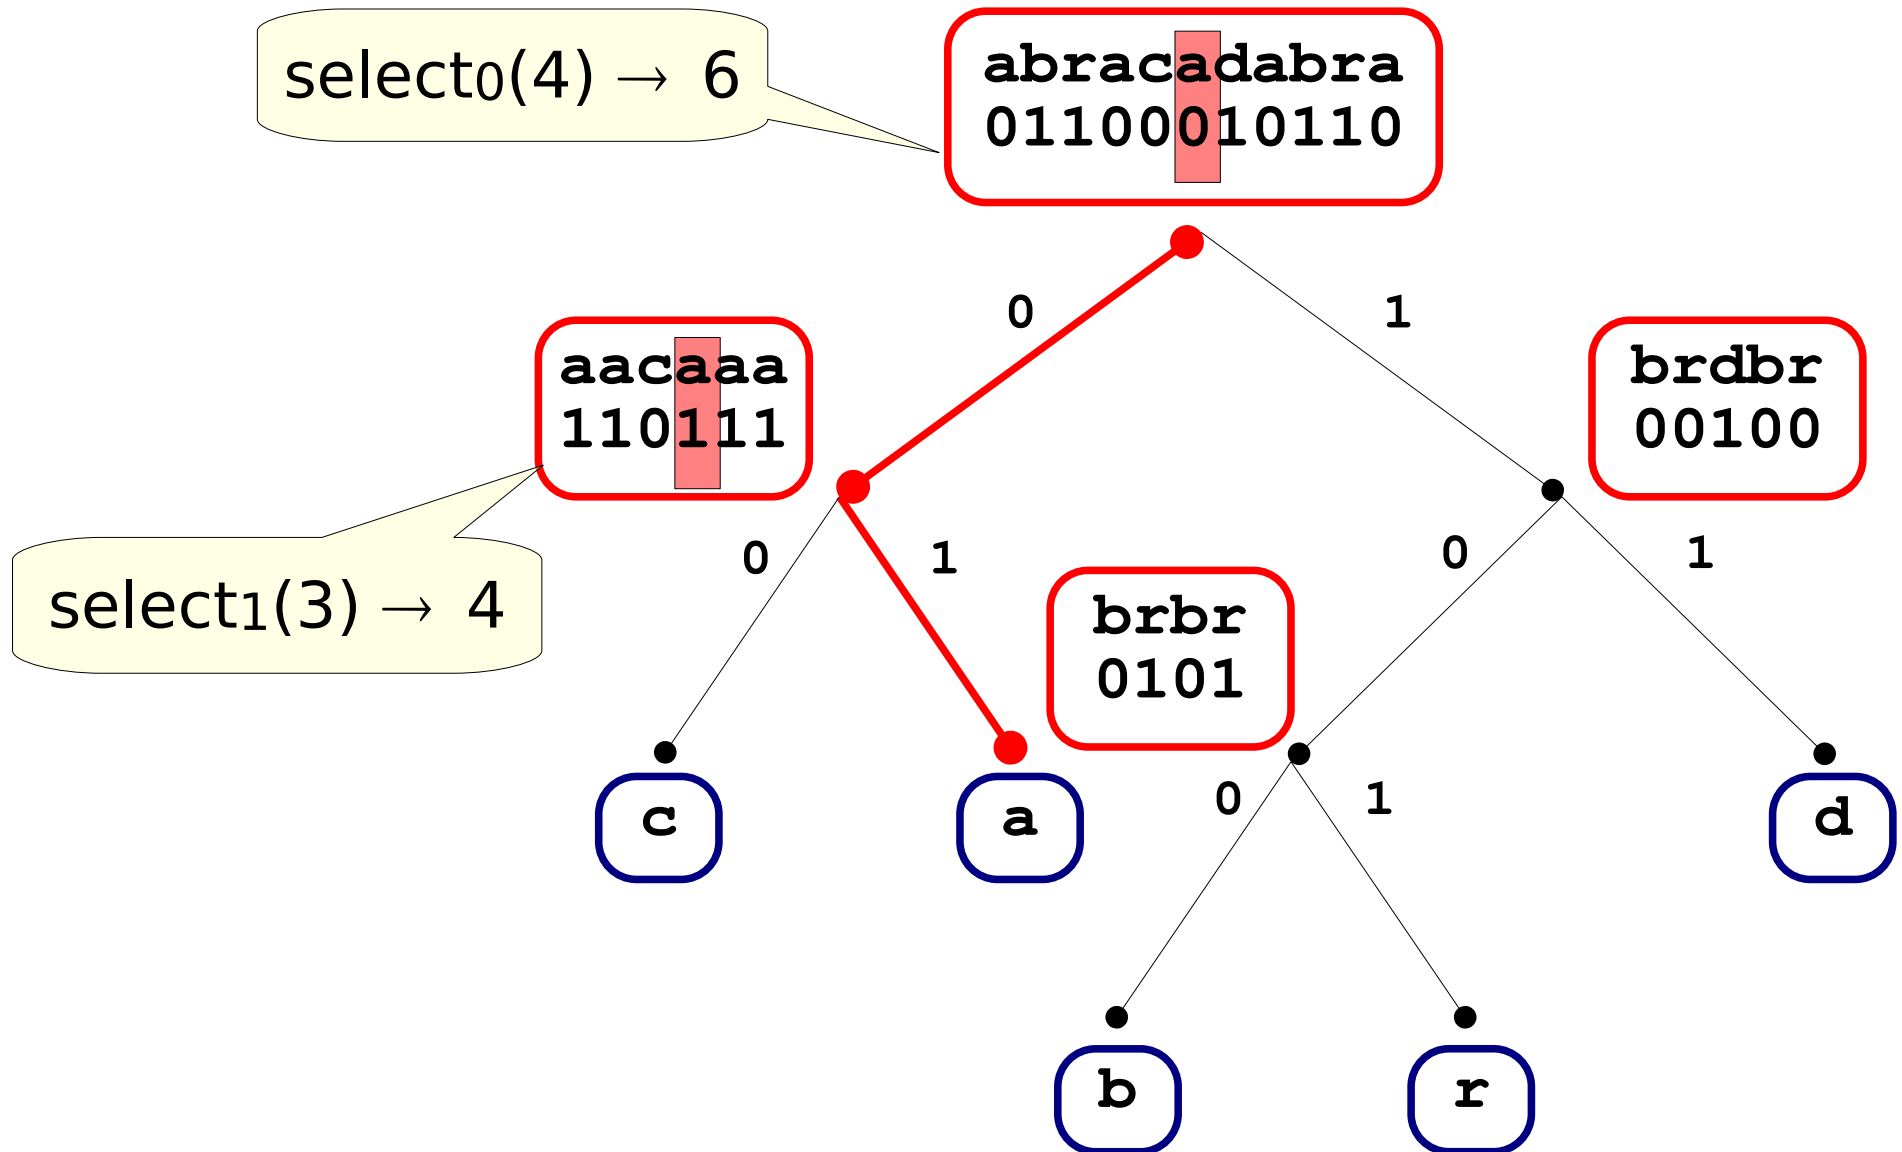 select0(4) → 6
abracadabra
01100010110
0
1
aacaaa
110111
brdbr
00100
select1(3) → 4
0
1
0
1
brbr
0101
c
a
0
1
d
b
r